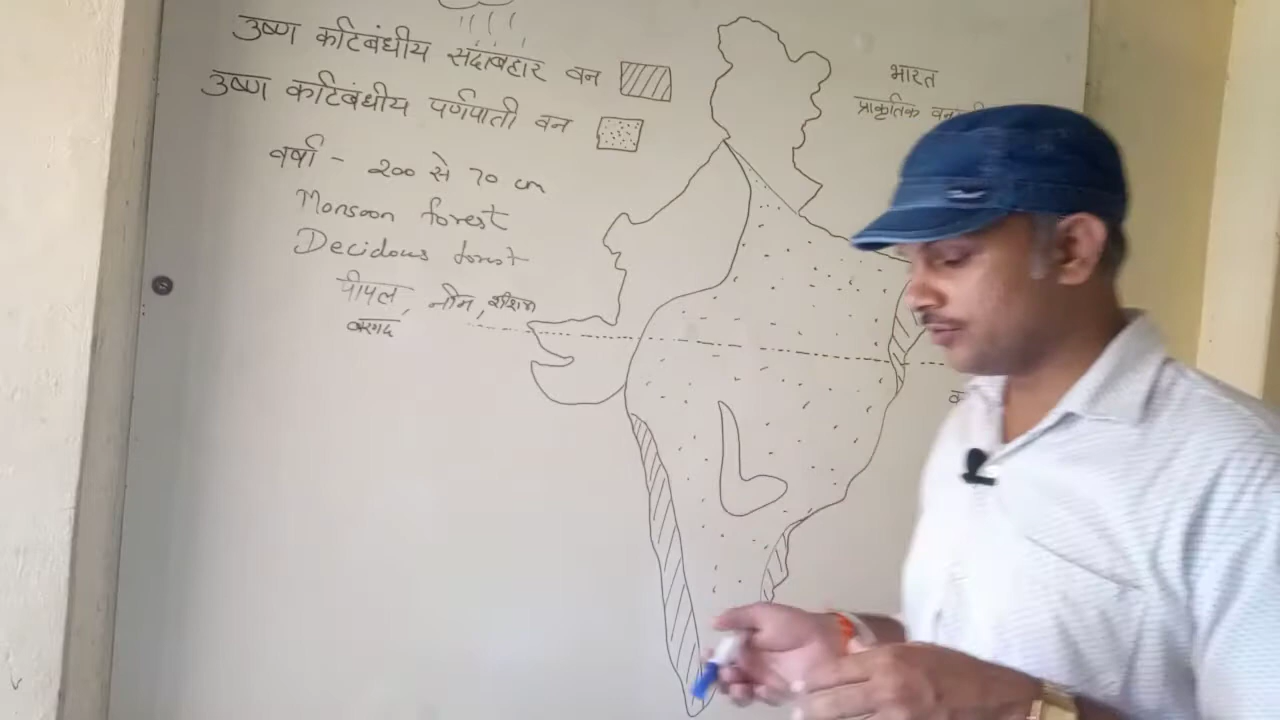 उष्ण कटिबंधीय सदाबहार वन
उष्ण कटिबंधीय पर्णपाती वन
वर्षा - २०० से 70 cm
Monsoon forest
Decidous forest
पीपल, नीम, शीशम
बरगद
भारत
प्राकृतिक